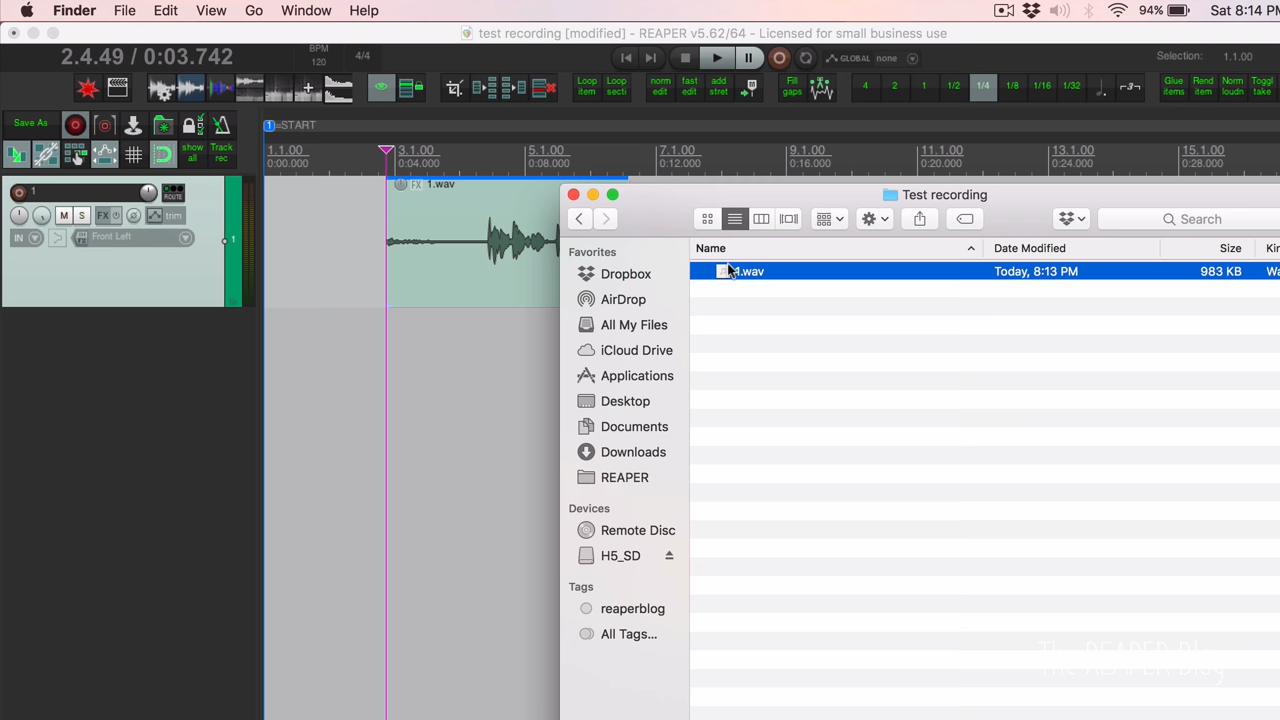 Finder File Edit View Go Window Help 94% Sat 8:14 PM
test recording [modified] - REAPER v5.62/64 - Licensed for small business use
2.4.49 / 0:03.742 BPM 120 4/4 GLOBAL none Selection: 1.1.00
Loop item Loop secti norm edit edit edit add stret Fill gaps 4 2 1 1/2 1/4 1/8 1/16 1/32 3 Glue items Rend item Norm loudn Toggl take
Save As
1=START
show all Track rec
1.1.00 3.1.00 5.1.00 7.1.00 9.1.00 11.1.00 13.1.00 15.1.00
0:00.000 0:04.000 0:08.000 0:12.000 0:16.000 0:20.000 0:24.000 0:28.000
1 ROUTE
FX 1.wav
M S FX trim
IN Front Left
1
Test recording
Search
Favorites
Dropbox
AirDrop
All My Files
iCloud Drive
Applications
Desktop
Documents
Downloads
REAPER
Devices
Remote Disc
H5_SD
Tags
reaperblog
All Tags...
Name Date Modified Size Ki
1.wav Today, 8:13 PM 983 KB Wa
The REAPER Blog